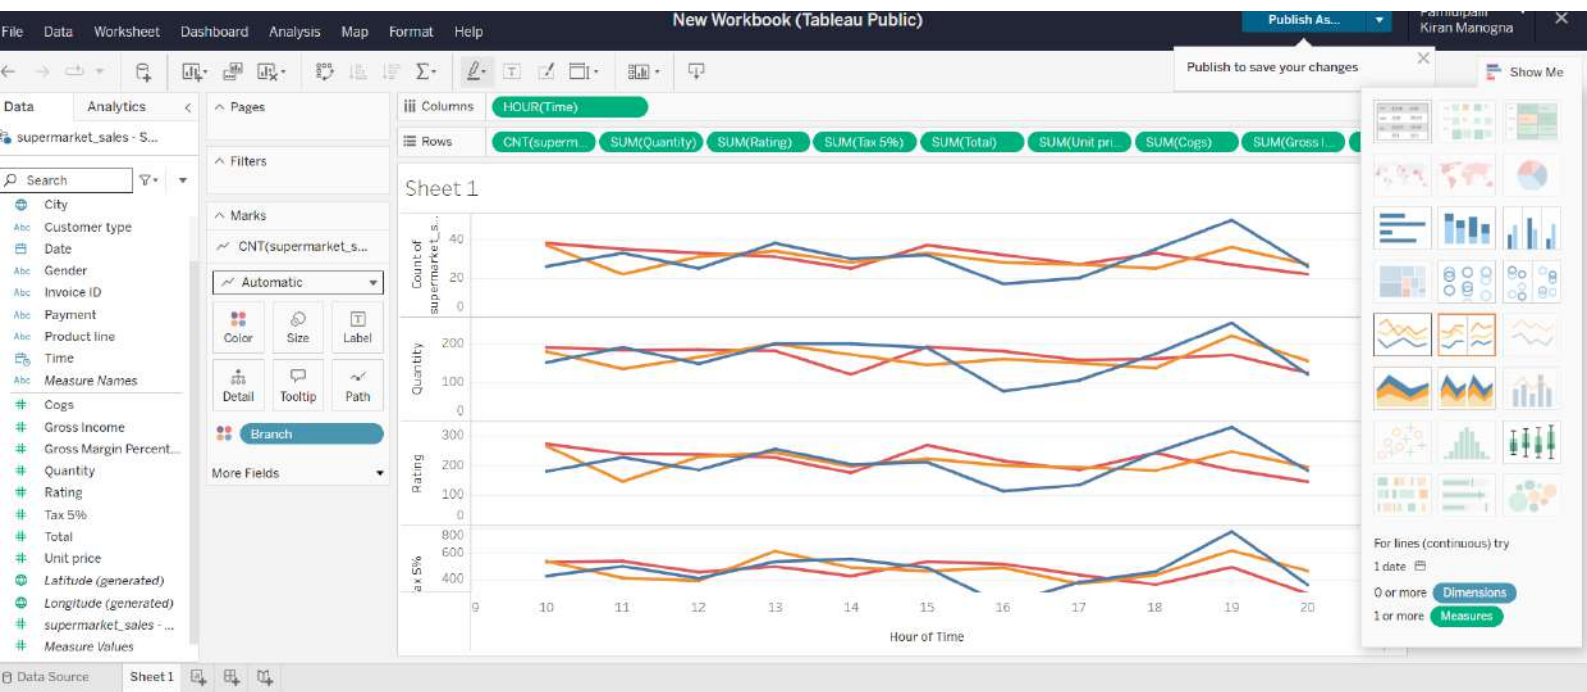 New Workbook (Tableau Public)
Publish As...
Kiran Manogna
File Data Worksheet Dashboard Analysis Map Format Help
Publish to save your changes
Show Me
Data Analytics
supermarket_sales - S...
Search
City
Abc Customer type
Date
Abc Gender
Abc Invoice ID
Abc Payment
Abc Product line
Time
Abc Measure Names
Cogs
Gross Income
Gross Margin Percent...
Quantity
Rating
Tax 5%
Total
Unit price
Latitude (generated)
Longitude (generated)
supermarket_sales - ...
Measure Values
Pages
Filters
Marks
CNT(supermarket_s...
Automatic
Color Size Label
Detail Tooltip Path
Branch
More Fields
Columns HOUR(Time)
Rows CNT(superm... SUM(Quantity) SUM(Rating) SUM(Tax 5%) SUM(Total) SUM(Unit pri... SUM(Cogs) SUM(Gross I...
Sheet 1
Count of
supermarket_s...
40
20
0
Quantity
200
100
0
Rating
300
200
100
0
ax 5%
800
600
400
9 10 11 12 13 14 15 16 17 18 19 20
Hour of Time
For lines (continuous) try
1 date
0 or more Dimensions
1 or more Measures
Data Source Sheet 1